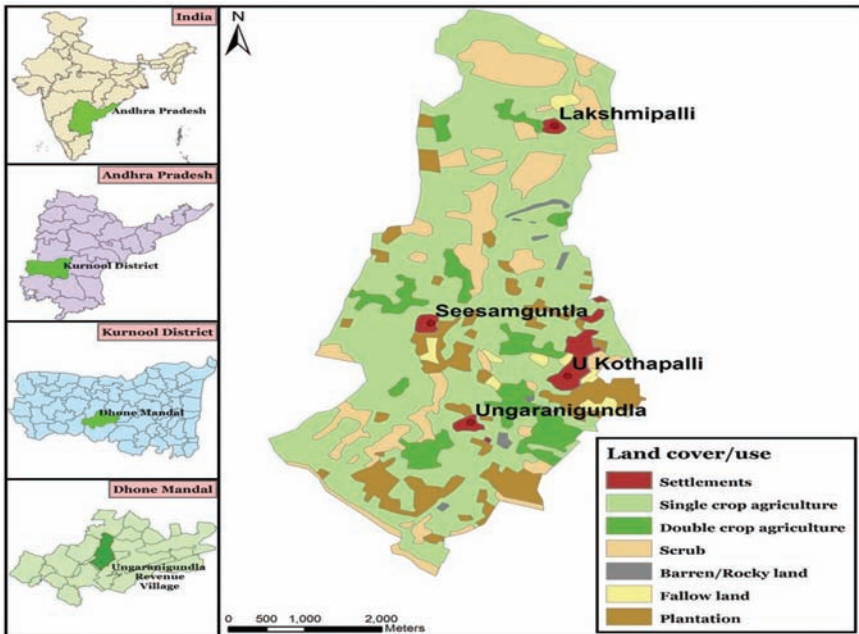 India
Andhra Pradesh
Andhra Pradesh
Kurnool District
Kurnool District
Dhone Mandal
Dhone Mandal
Ungaranigundla
Revenue
Village
N
Lakshmipalli
Seesamguntla
U Kothapalli
Ungaranigundla
Land cover/use
Settlements
Single crop agriculture
Double crop agriculture
Scrub
Barren/Rocky land
Fallow land
Plantation
0 500 1,000 2,000
Meters